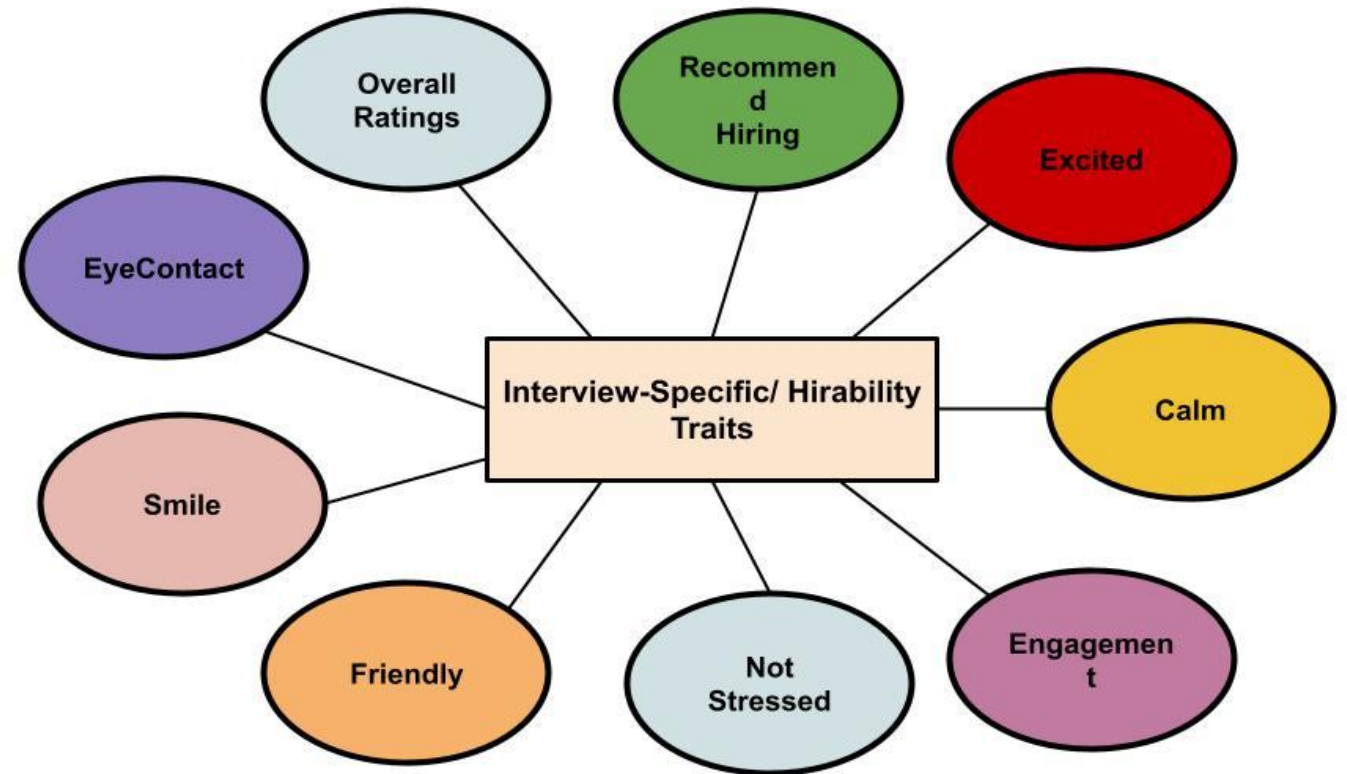 Overall
Ratings
Recommen
d
Hiring
Excited
EyeContact
Interview-Specific/ Hirability
Traits
Calm
Smile
Friendly
Not
Stressed
Engagemen
t